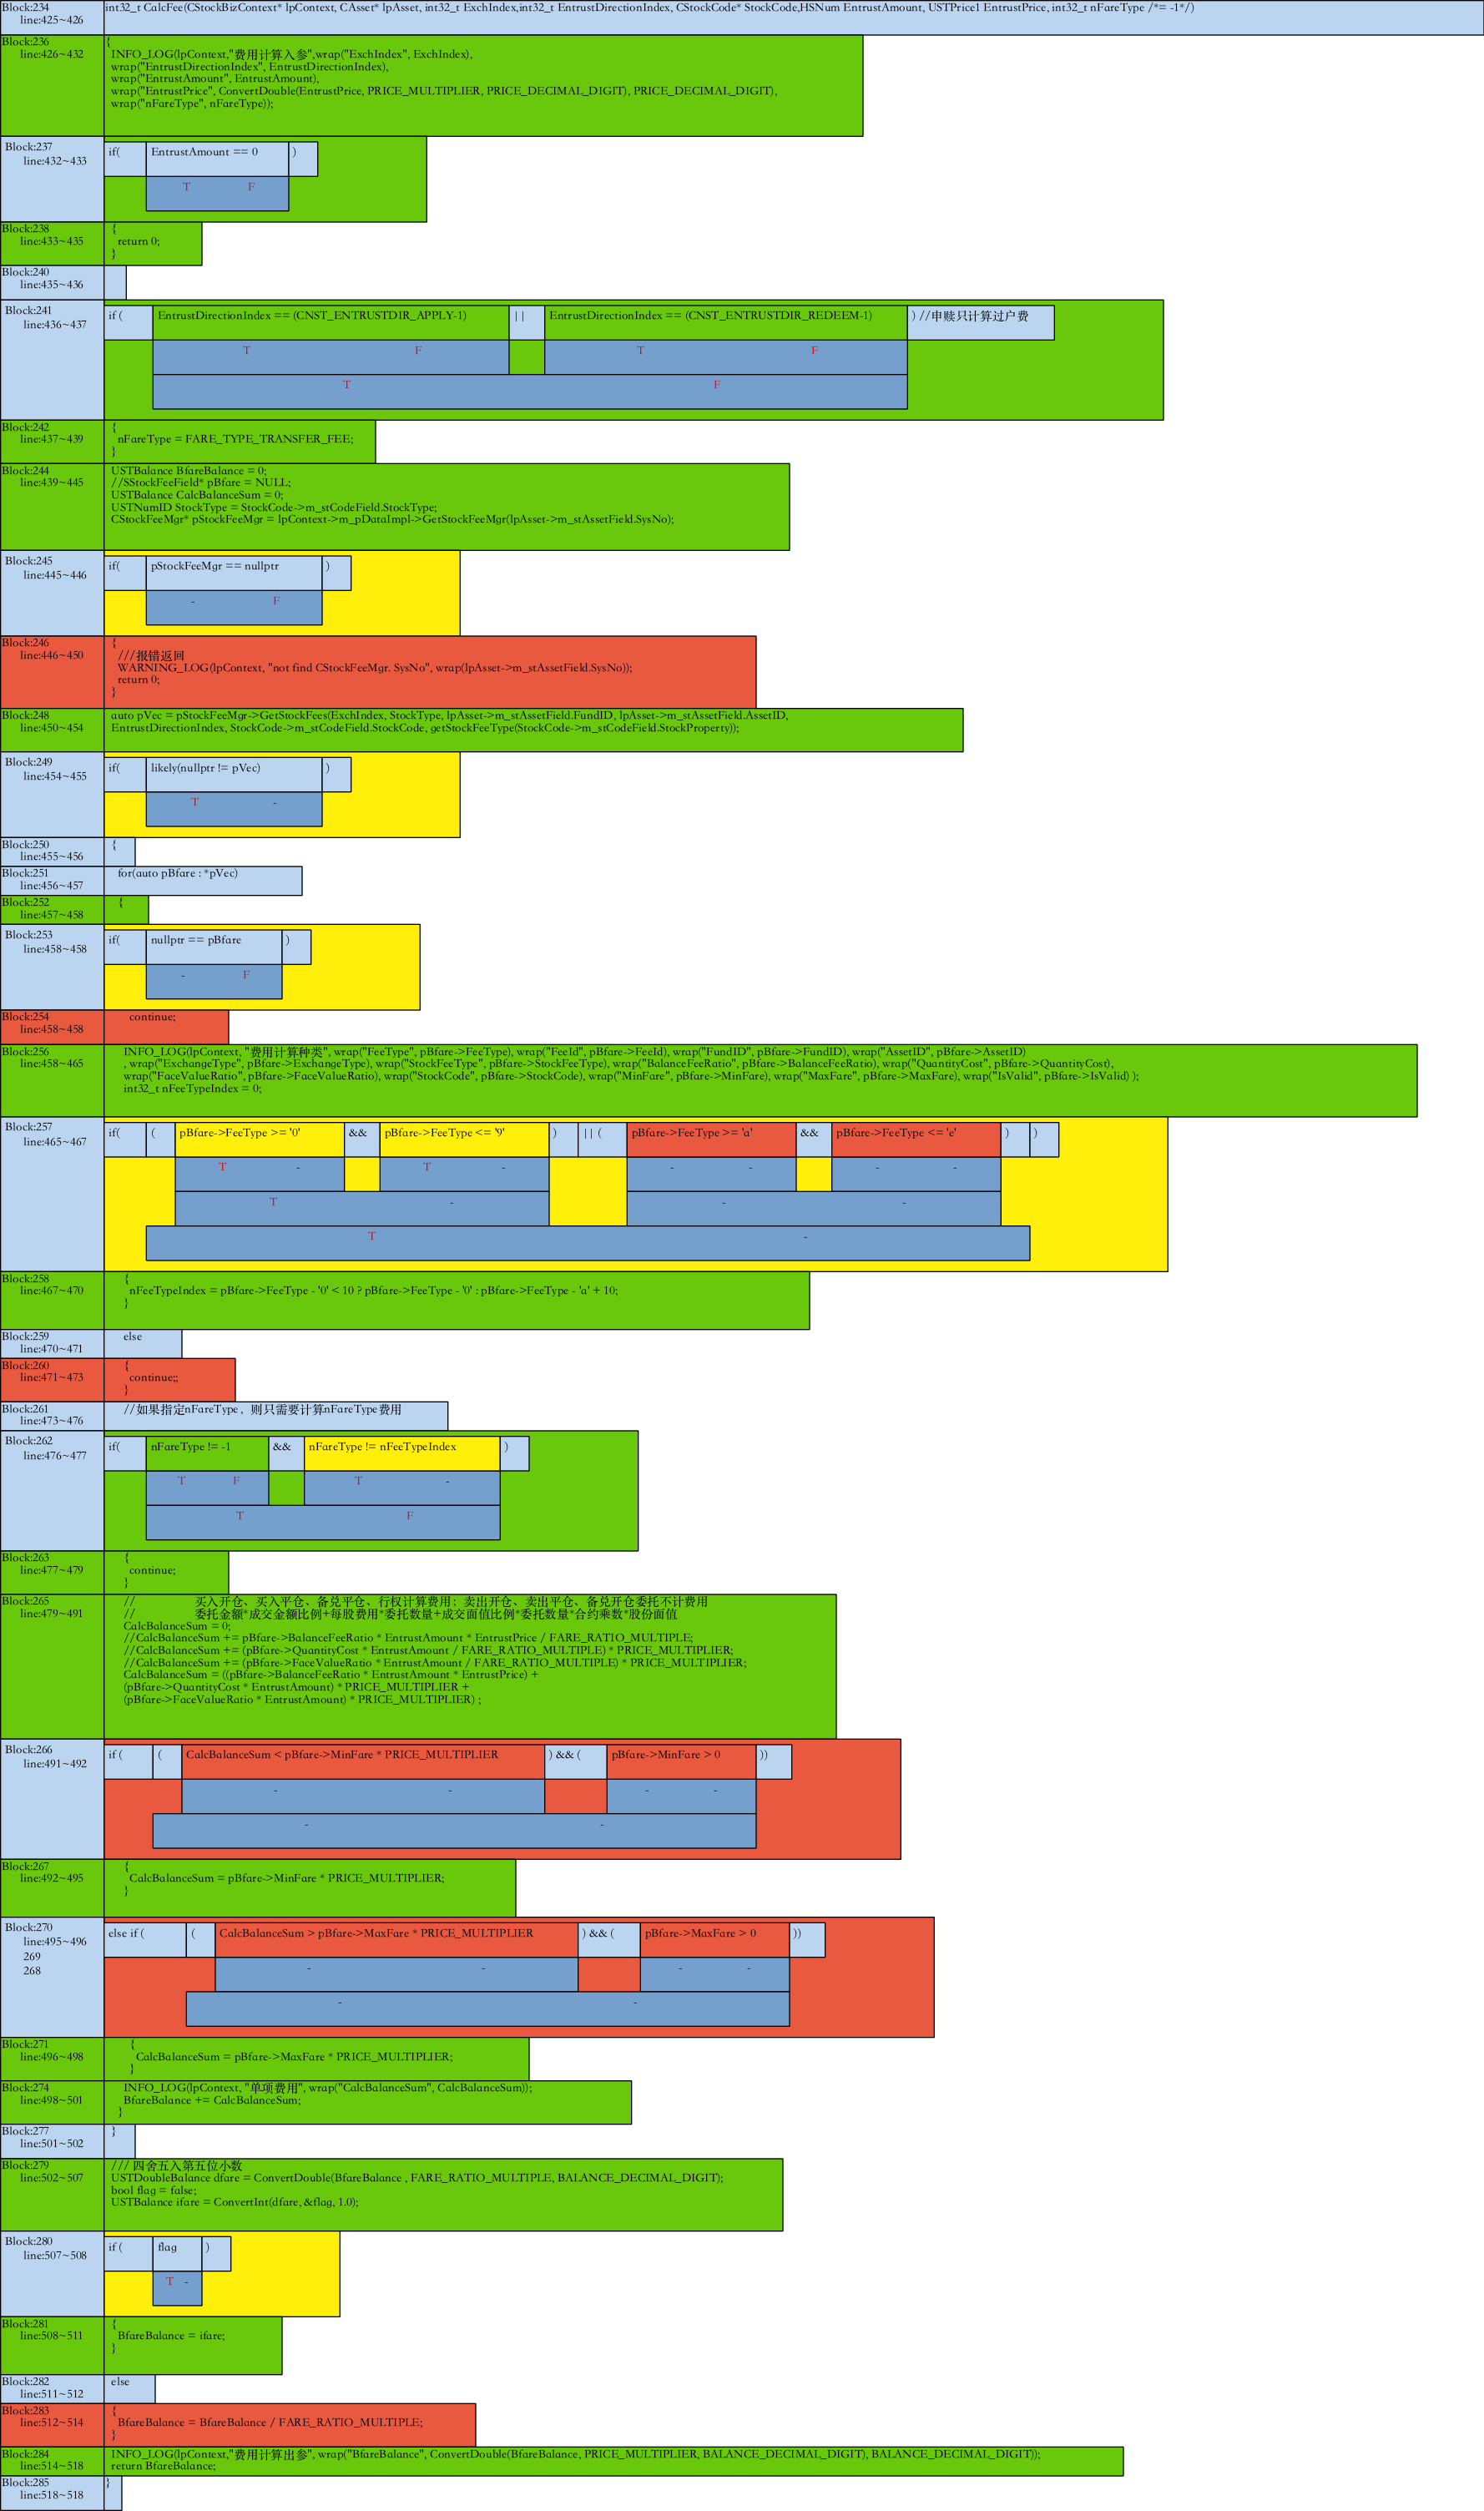 Block:234
line:425~426
int32_t CalcFee(CStockBizContext* lpContext, CAsset* lpAsset, int32_t ExchIndex,int32_t EntrustDirectionIndex, CStockCode* StockCode,HSNum EntrustAmount, USTPrice1 EntrustPrice, int32_t nFareType /*= -1*/)
Block:236
line:426~432
{
INFO_LOG(lpContext,"费用计算入参",wrap("ExchIndex", ExchIndex),
wrap("EntrustDirectionIndex", EntrustDirectionIndex),
wrap("EntrustAmount", EntrustAmount),
wrap("EntrustPrice", ConvertDouble(EntrustPrice, PRICE_MULTIPLIER, PRICE_DECIMAL_DIGIT), PRICE_DECIMAL_DIGIT),
wrap("nFareType", nFareType));
Block:237
line:432~433
if( EntrustAmount == 0 )
T F
Block:238
line:433~435
{
return 0;
}
Block:240
line:435~436
Block:241
line:436~437
if ( EntrustDirectionIndex == (CNST_ENTRUSTDIR_APPLY-1) || EntrustDirectionIndex == (CNST_ENTRUSTDIR_REDEEM-1) ) //申赎只计算过户费
T F T F
T F
Block:242
line:437~439
{
nFareType = FARE_TYPE_TRANSFER_FEE;
}
Block:244
line:439~445
USTBalance BfareBalance = 0;
//SStockFeeField* pBfare = NULL;
USTBalance CalcBalanceSum = 0;
USTNumID StockType = StockCode->m_stCodeField.StockType;
CStockFeeMgr* pStockFeeMgr = lpContext->m_pDataImpl->GetStockFeeMgr(lpAsset->m_stAssetField.SysNo);
Block:245
line:445~446
if( pStockFeeMgr == nullptr )
- F
Block:246
line:446~450
{
///报错返回
WARNING_LOG(lpContext, "not find CStockFeeMgr. SysNo", wrap(lpAsset->m_stAssetField.SysNo));
return 0;
}
Block:248
line:450~454
auto pVec = pStockFeeMgr->GetStockFees(ExchIndex, StockType, lpAsset->m_stAssetField.FundID, lpAsset->m_stAssetField.AssetID,
EntrustDirectionIndex, StockCode->m_stCodeField.StockCode, getStockFeeType(StockCode->m_stCodeField.StockProperty));
Block:249
line:454~455
if( likely(nullptr != pVec) )
T -
Block:250
line:455~456
{
Block:251
line:456~457
for(auto pBfare : *pVec)
Block:252
line:457~458
{
Block:253
line:458~458
if( nullptr == pBfare )
- F
Block:254
line:458~458
continue;
Block:256
line:458~465
INFO_LOG(lpContext, "费用计算种类", wrap("FeeType", pBfare->FeeType), wrap("FeeId", pBfare->FeeId), wrap("FundID", pBfare->FundID), wrap("AssetID", pBfare->AssetID)
, wrap("ExchangeType", pBfare->ExchangeType), wrap("StockFeeType", pBfare->StockFeeType), wrap("BalanceFeeRatio", pBfare->BalanceFeeRatio), wrap("QuantityCost", pBfare->QuantityCost),
wrap("FaceValueRatio", pBfare->FaceValueRatio), wrap("StockCode", pBfare->StockCode), wrap("MinFare", pBfare->MinFare), wrap("MaxFare", pBfare->MaxFare), wrap("IsValid", pBfare->IsValid) );
int32_t nFeeTypeIndex = 0;
Block:257
line:465~467
if( ( pBfare->FeeType >= '0' && pBfare->FeeType <= '9' ) || ( pBfare->FeeType >= 'a' && pBfare->FeeType <= 'e' ) )
T - T - - - - -
T - - -
T -
Block:258
line:467~470
{
nFeeTypeIndex = pBfare->FeeType - '0' < 10 ? pBfare->FeeType - '0' : pBfare->FeeType - 'a' + 10;
}
Block:259
line:470~471
else
Block:260
line:471~473
{
continue;;
}
Block:261
line:473~476
//如果指定nFareType，则只需要计算nFareType费用
Block:262
line:476~477
if( nFareType != -1 && nFareType != nFeeTypeIndex )
T F T -
T F
Block:263
line:477~479
{
continue;
}
Block:265
line:479~491
// 买入开仓、买入平仓、备兑平仓、行权计算费用；卖出开仓、卖出平仓、备兑开仓委托不计费用
// 委托金额*成交金额比例+每股费用*委托数量+成交面值比例*委托数量*合约乘数*股份面值
CalcBalanceSum = 0;
//CalcBalanceSum += pBfare->BalanceFeeRatio * EntrustAmount * EntrustPrice / FARE_RATIO_MULTIPLE;
//CalcBalanceSum += (pBfare->QuantityCost * EntrustAmount / FARE_RATIO_MULTIPLE) * PRICE_MULTIPLIER;
//CalcBalanceSum += (pBfare->FaceValueRatio * EntrustAmount / FARE_RATIO_MULTIPLE) * PRICE_MULTIPLIER;
CalcBalanceSum = ((pBfare->BalanceFeeRatio * EntrustAmount * EntrustPrice) +
(pBfare->QuantityCost * EntrustAmount) * PRICE_MULTIPLIER +
(pBfare->FaceValueRatio * EntrustAmount) * PRICE_MULTIPLIER) ;
Block:266
line:491~492
if ( ( CalcBalanceSum < pBfare->MinFare * PRICE_MULTIPLIER ) && ( pBfare->MinFare > 0 ))
- - - -
- -
Block:267
line:492~495
{
CalcBalanceSum = pBfare->MinFare * PRICE_MULTIPLIER;
}
Block:270
line:495~496
269
268
else if ( ( CalcBalanceSum > pBfare->MaxFare * PRICE_MULTIPLIER ) && ( pBfare->MaxFare > 0 ))
- - - -
- -
Block:271
line:496~498
{
CalcBalanceSum = pBfare->MaxFare * PRICE_MULTIPLIER;
}
Block:274
line:498~501
INFO_LOG(lpContext, "单项费用", wrap("CalcBalanceSum", CalcBalanceSum));
BfareBalance += CalcBalanceSum;
}
Block:277
line:501~502
}
Block:279
line:502~507
/// 四舍五入第五位小数
USTDoubleBalance dfare = ConvertDouble(BfareBalance , FARE_RATIO_MULTIPLE, BALANCE_DECIMAL_DIGIT);
bool flag = false;
USTBalance ifare = ConvertInt(dfare, &flag, 1.0);
Block:280
line:507~508
if ( flag )
T -
Block:281
line:508~511
{
BfareBalance = ifare;
}
Block:282
line:511~512
else
Block:283
line:512~514
{
BfareBalance = BfareBalance / FARE_RATIO_MULTIPLE;
}
Block:284
line:514~518
INFO_LOG(lpContext,"费用计算出参", wrap("BfareBalance", ConvertDouble(BfareBalance, PRICE_MULTIPLIER, BALANCE_DECIMAL_DIGIT), BALANCE_DECIMAL_DIGIT));
return BfareBalance;
Block:285
line:518~518
}